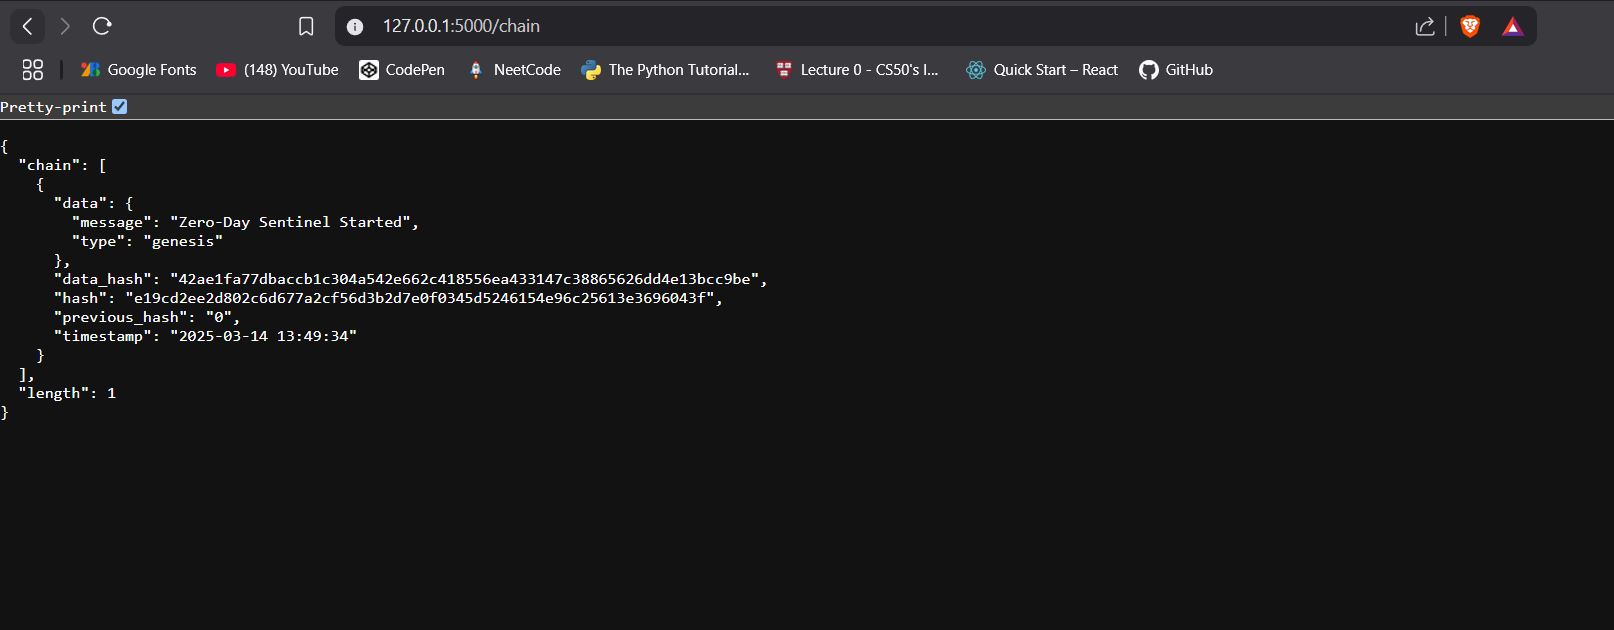 127.0.0.1:5000/chain
Google Fonts (148) YouTube CodePen NeetCode The Python Tutorial... Lecture 0 - CS50's I... Quick Start – React GitHub
Pretty-print
{
  "chain": [
    {
      "data": {
        "message": "Zero-Day Sentinel Started",
        "type": "genesis"
      },
      "data_hash": "42ae1fa77dbaccb1c304a542e662c418556ea433147c38865626dd4e13bcc9be",
      "hash": "e19cd2ee2d802c6d677a2cf56d3b2d7e0f0345d5246154e96c25613e3696043f",
      "previous_hash": "0",
      "timestamp": "2025-03-14 13:49:34"
    }
  ],
  "length": 1
}